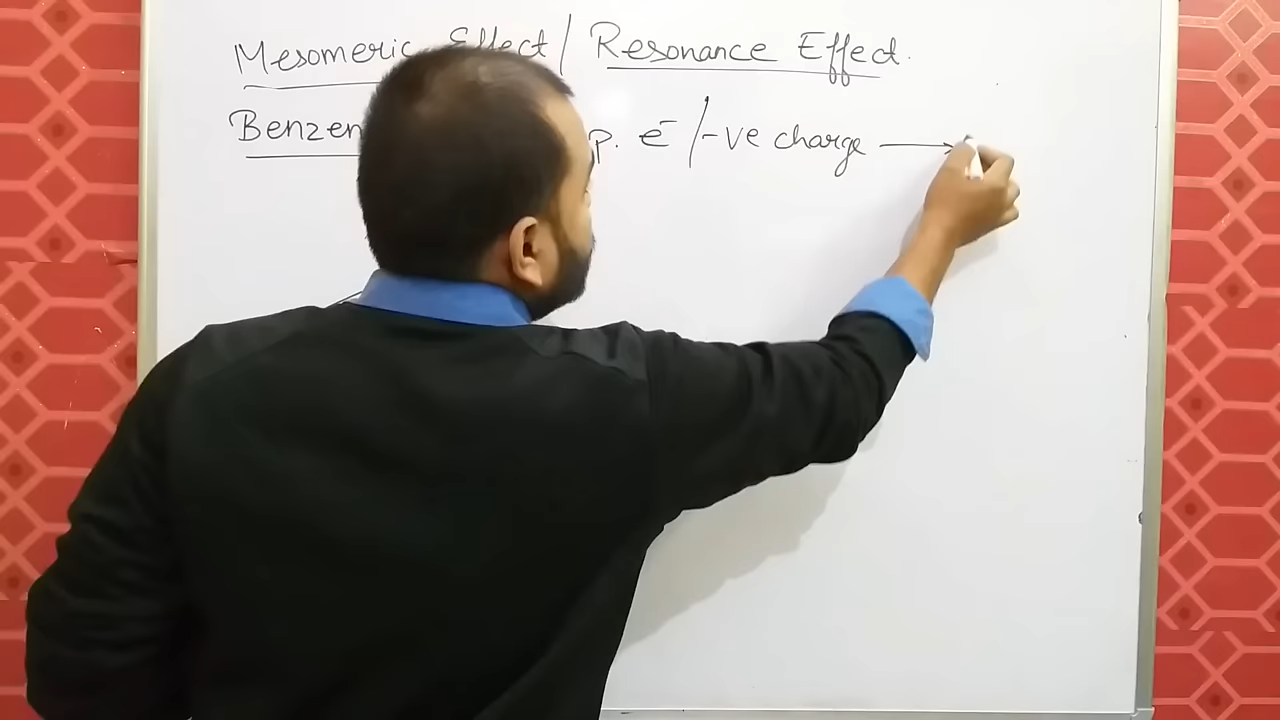 Mesomeric Effect / Resonance Effect.
Benzen p. e⁻ / -ve charge →